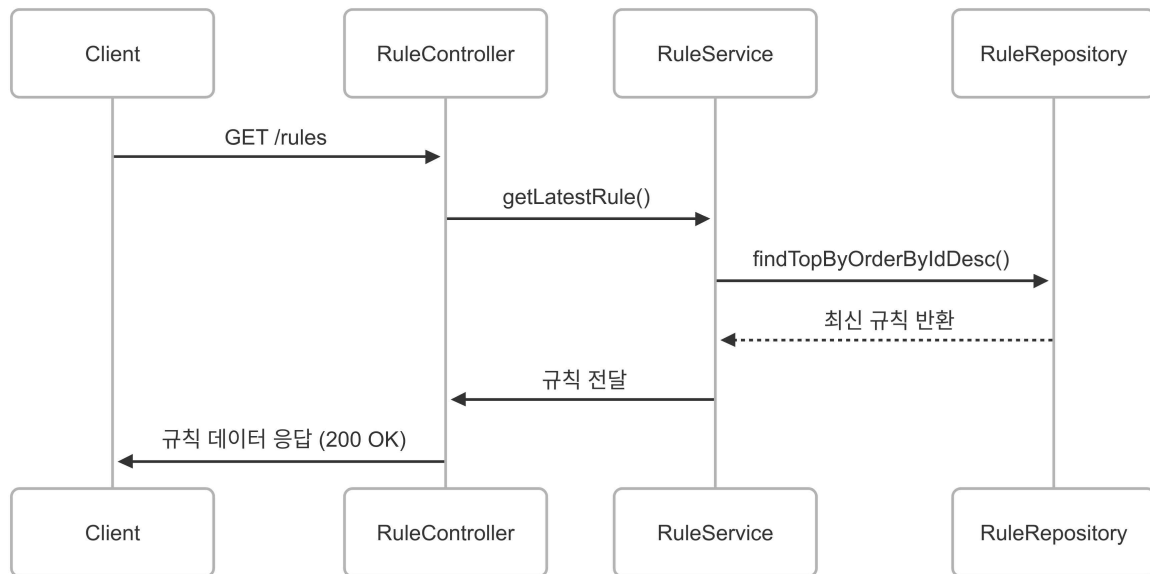 Client
RuleController
RuleService
RuleRepository
GET /rules
getLatestRule()
findTopByOrderByIdDesc()
최신 규칙 반환
규칙 전달
규칙 데이터 응답 (200 OK)
Client
RuleController
RuleService
RuleRepository